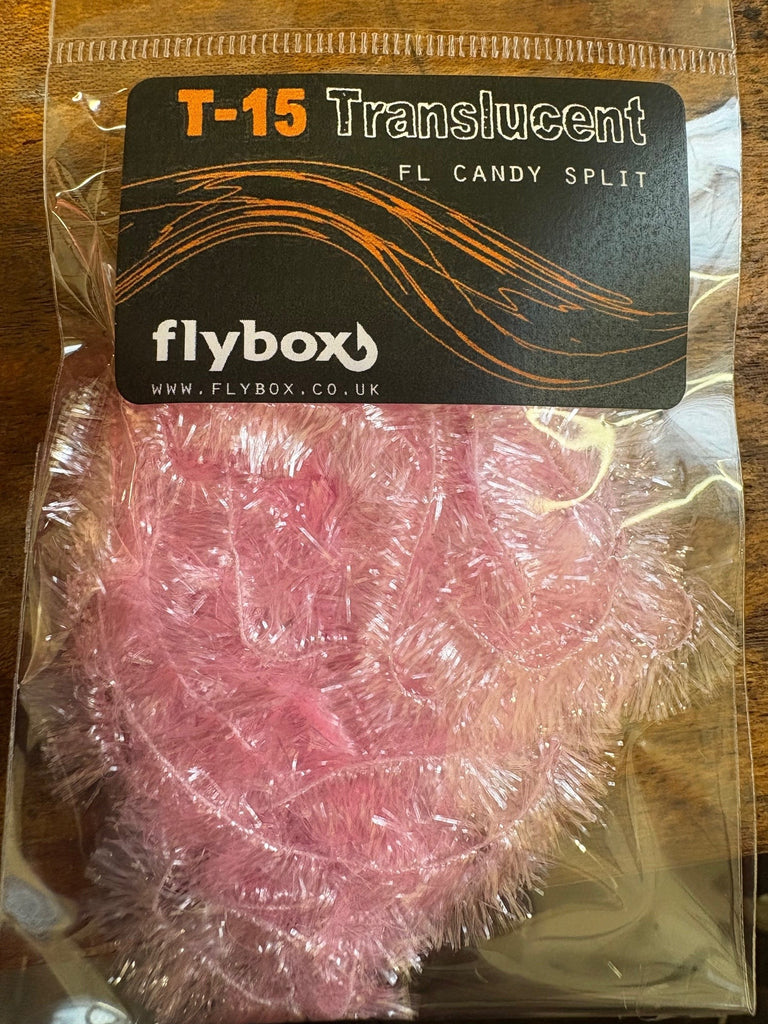 T-15 Translucent
FL CANDY SPLIT
flybox
WWW.FLYBOX.CO.UK